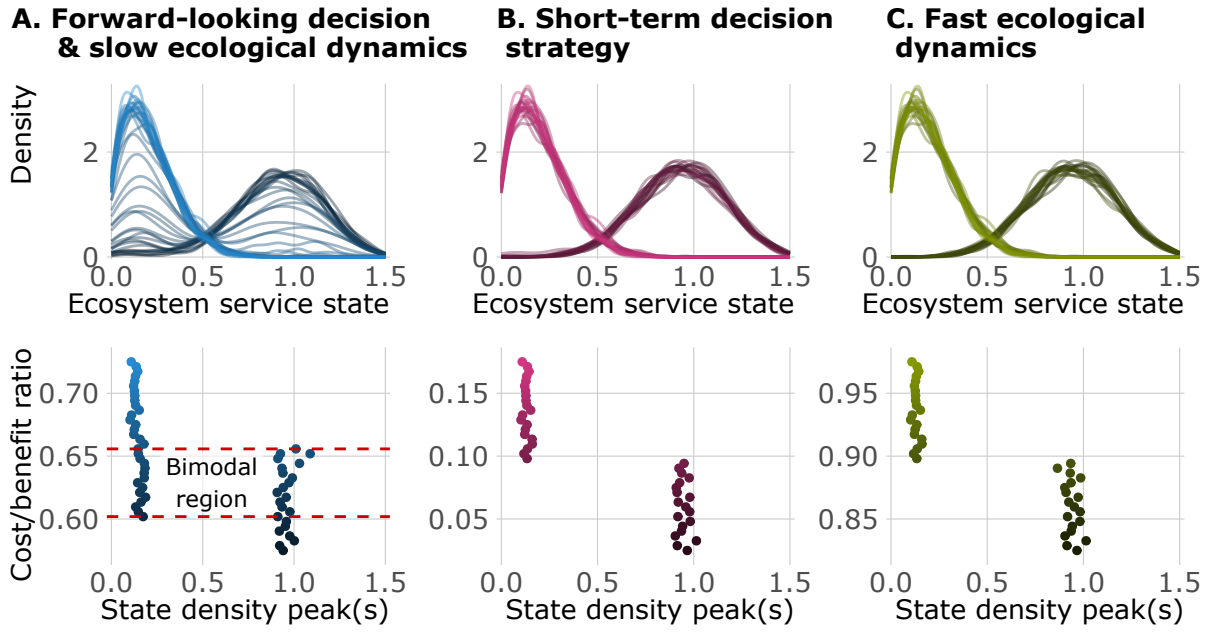 A. Forward-looking decision
& slow ecological dynamics
B. Short-term decision
strategy
C. Fast ecological
dynamics
Density
2
0
0.0 0.5 1.0 1.5
Ecosystem service state
2
0
0.0 0.5 1.0 1.5
Ecosystem service state
2
0
0.0 0.5 1.0 1.5
Ecosystem service state
Cost/benefit ratio
0.70
0.65
0.60
Bimodal
region
0.0 0.5 1.0 1.5
State density peak(s)
0.15
0.10
0.05
0.0 0.5 1.0 1.5
State density peak(s)
0.95
0.90
0.85
0.0 0.5 1.0 1.5
State density peak(s)